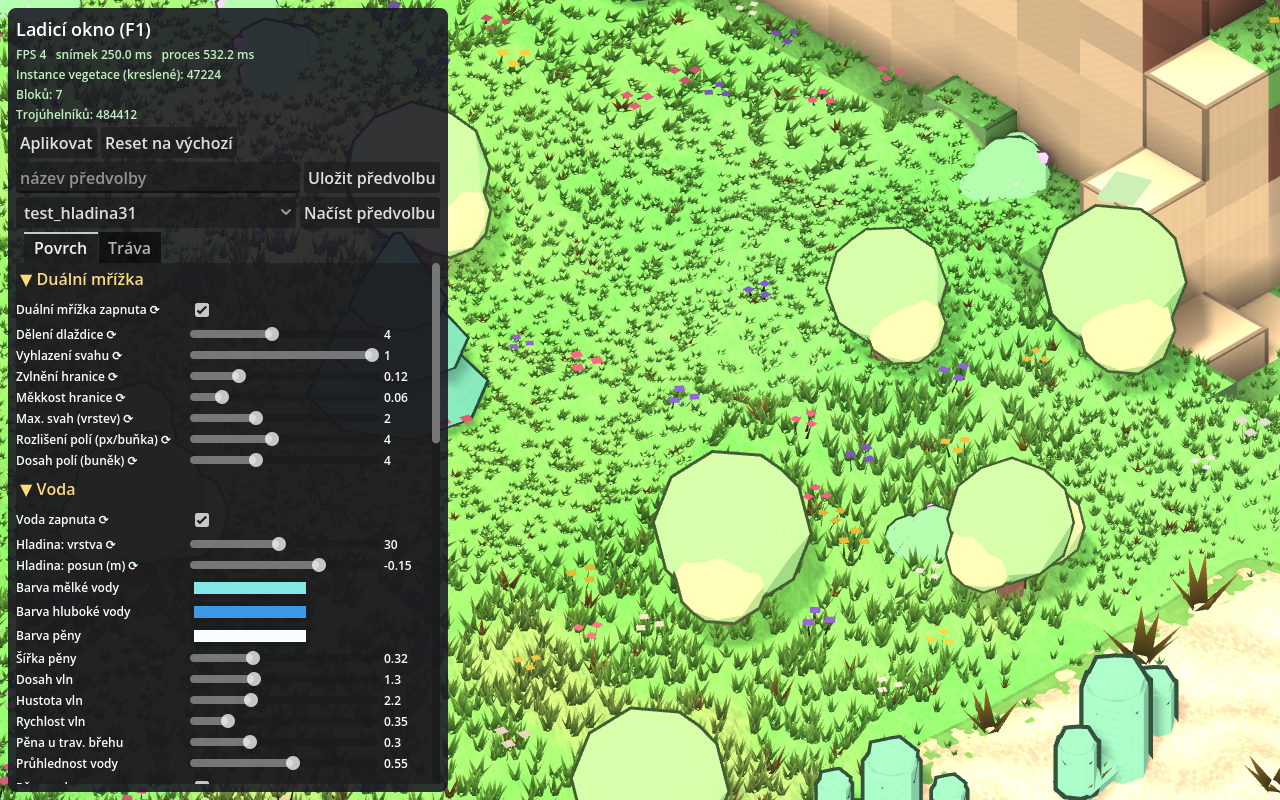 Ladicí okno (F1)
FPS 4 snímek 250.0 ms proces 532.2 ms
Instance vegetace (kreslené): 47224
Bloků: 7
Trojúhelníků: 484412
Aplikovat Reset na výchozí
název předvolby Uložit předvolbu
test_hladina31 Načíst předvolbu
Povrch Tráva
▼ Duální mřížka
Duální mřížka zapnuta ⟳
Dělení dlaždice ⟳ 4
Vyhlazení svahu ⟳ 1
Zvlnění hranice ⟳ 0.12
Měkkost hranice ⟳ 0.06
Max. svah (vrstev) ⟳ 2
Rozlišení polí (px/buňka) ⟳ 4
Dosah polí (buněk) ⟳ 4
▼ Voda
Voda zapnuta ⟳
Hladina: vrstva ⟳ 30
Hladina: posun (m) ⟳ -0.15
Barva mělké vody
Barva hluboké vody
Barva pěny
Šířka pěny 0.32
Dosah vln 1.3
Hustota vln 2.2
Rychlost vln 0.35
Pěna u trav. břehu 0.3
Průhlednost vody 0.55